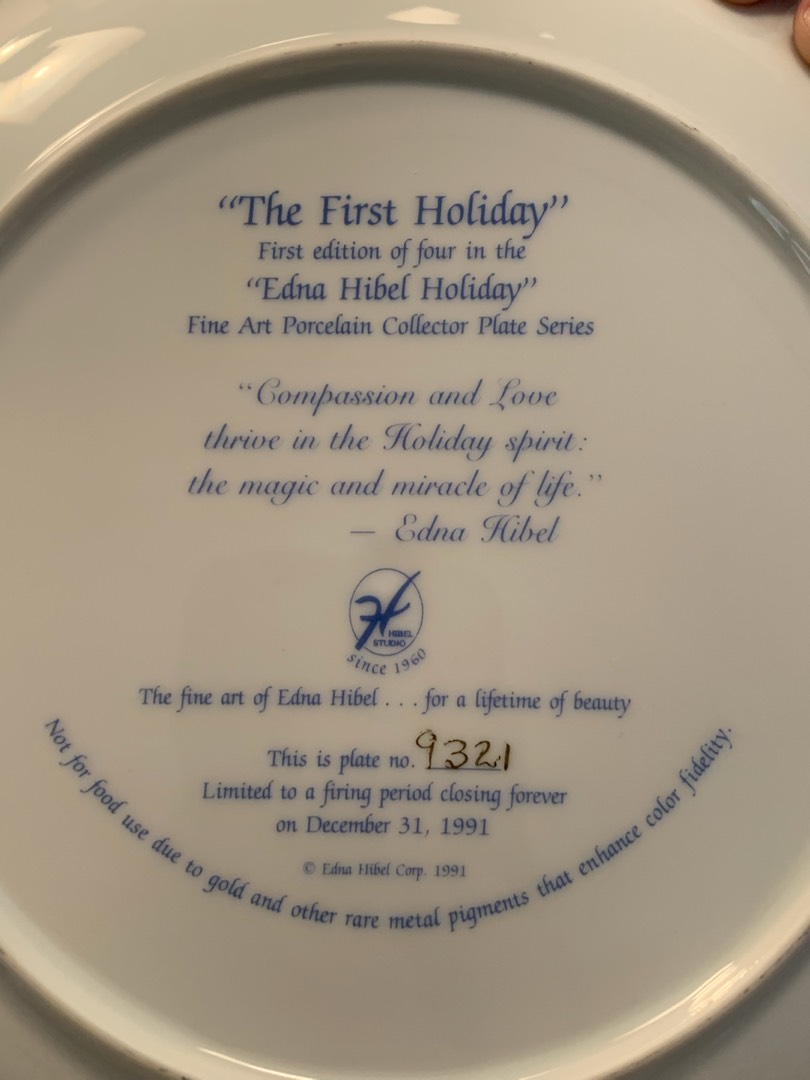 “The First Holiday”
First edition of four in the
“Edna Hibel Holiday”
Fine Art Porcelain Collector Plate Series
“Compassion and Love
thrive in the Holiday spirit:
the magic and miracle of life.”
— Edna Hibel
H
HIBEL
STUDIO
since 1960
The fine art of Edna Hibel . . . for a lifetime of beauty
This is plate no. 9321
Limited to a firing period closing forever
on December 31, 1991
© Edna Hibel Corp. 1991
Not for food use due to gold and other rare metal pigments that enhance color fidelity.